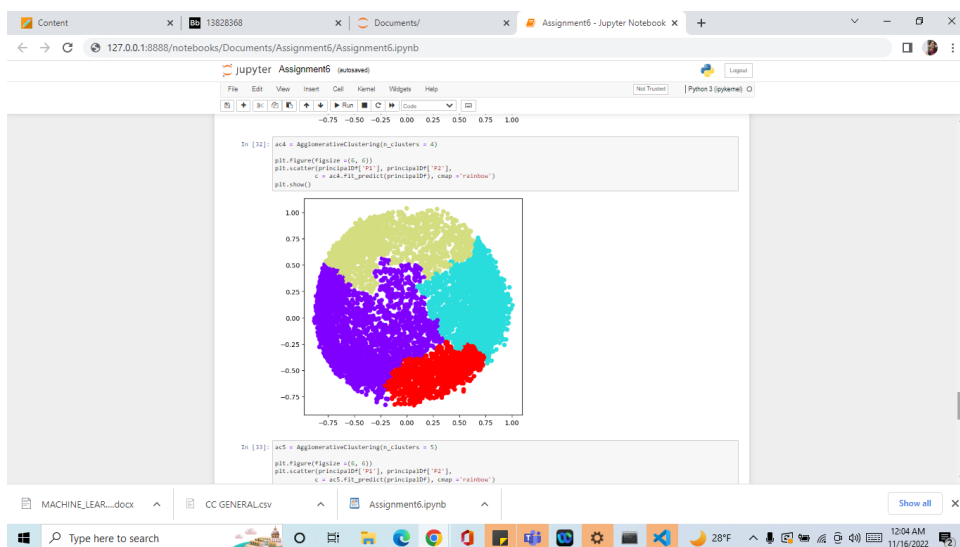 Content
Bb 13828368
Documents/
Assignment6 - Jupyter Notebook
127.0.0.1:8888/notebooks/Documents/Assignment6/Assignment6.ipynb
jupyter Assignment6 (autosaved)
Logout
File Edit View Insert Cell Kernel Widgets Help
Not Trusted
Python 3 (ipykernel)
Run
Code
−0.75 −0.50 −0.25 0.00 0.25 0.50 0.75 1.00
In [32]: ac4 = AgglomerativeClustering(n_clusters = 4)
plt.figure(figsize =(6, 6))
plt.scatter(principalDf['P1'], principalDf['P2'],
c = ac4.fit_predict(principalDf), cmap ='rainbow')
plt.show()
1.00
0.75
0.50
0.25
0.00
−0.25
−0.50
−0.75
−0.75 −0.50 −0.25 0.00 0.25 0.50 0.75 1.00
In [33]: ac5 = AgglomerativeClustering(n_clusters = 5)
plt.figure(figsize =(6, 6))
plt.scatter(principalDf['P1'], principalDf['P2'],
c = ac5.fit_predict(principalDf), cmap ='rainbow')
MACHINE_LEAR....docx
CC GENERAL.csv
Assignment6.ipynb
Show all
Type here to search
28°F
12:04 AM
11/16/2022
2